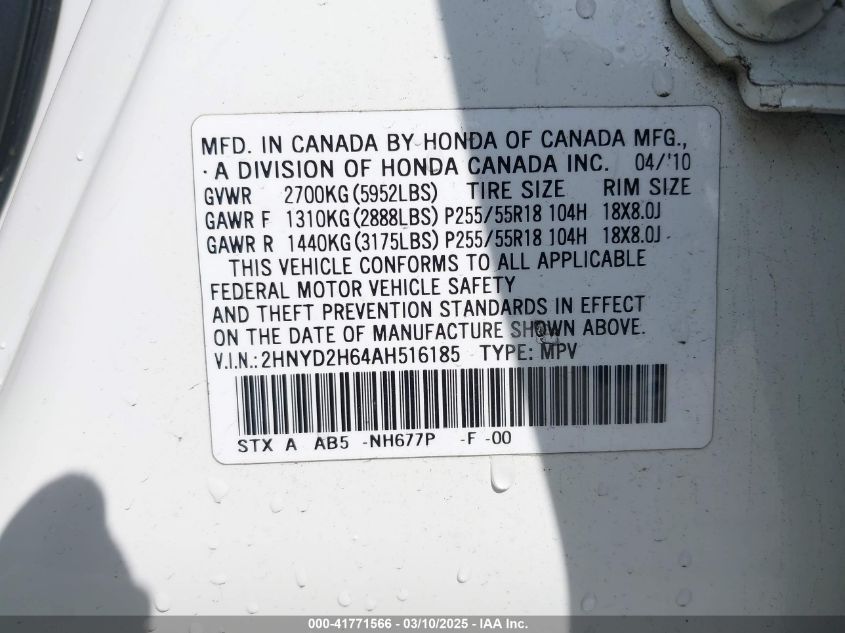 MFD. IN CANADA BY HONDA OF CANADA MFG.,
· A DIVISION OF HONDA CANADA INC. 04/'10
GVWR 2700KG (5952LBS) TIRE SIZE RIM SIZE
GAWR F 1310KG (2888LBS) P255/55R18 104H 18X8.0J
GAWR R 1440KG (3175LBS) P255/55R18 104H 18X8.0J
THIS VEHICLE CONFORMS TO ALL APPLICABLE
FEDERAL MOTOR VEHICLE SAFETY
AND THEFT PREVENTION STANDARDS IN EFFECT
ON THE DATE OF MANUFACTURE SHOWN ABOVE.
V.I.N.: 2HNYD2H64AH516185 TYPE: MPV
STX A AB5 -NH677P -F -00
000-41771566 - 03/10/2025 - IAA Inc.